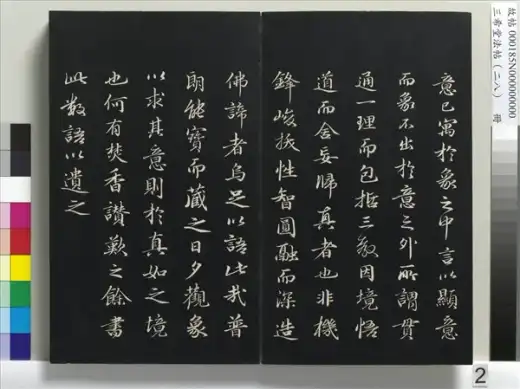 故帖 000185N000000000
三希堂法帖（二八） 冊
意已寓於象之中言以顯意
而象不出於意之外所謂貫
通一理而包括三教因境悟
道而舍妄歸真者也非機
鋒峻拔性智圓融而深造
佛諦者烏足以語此哉普
朗能寶而藏之日夕觀象
以求其意則於真如之境
也何有焚香讚歎之餘書
此數語以遺之
2